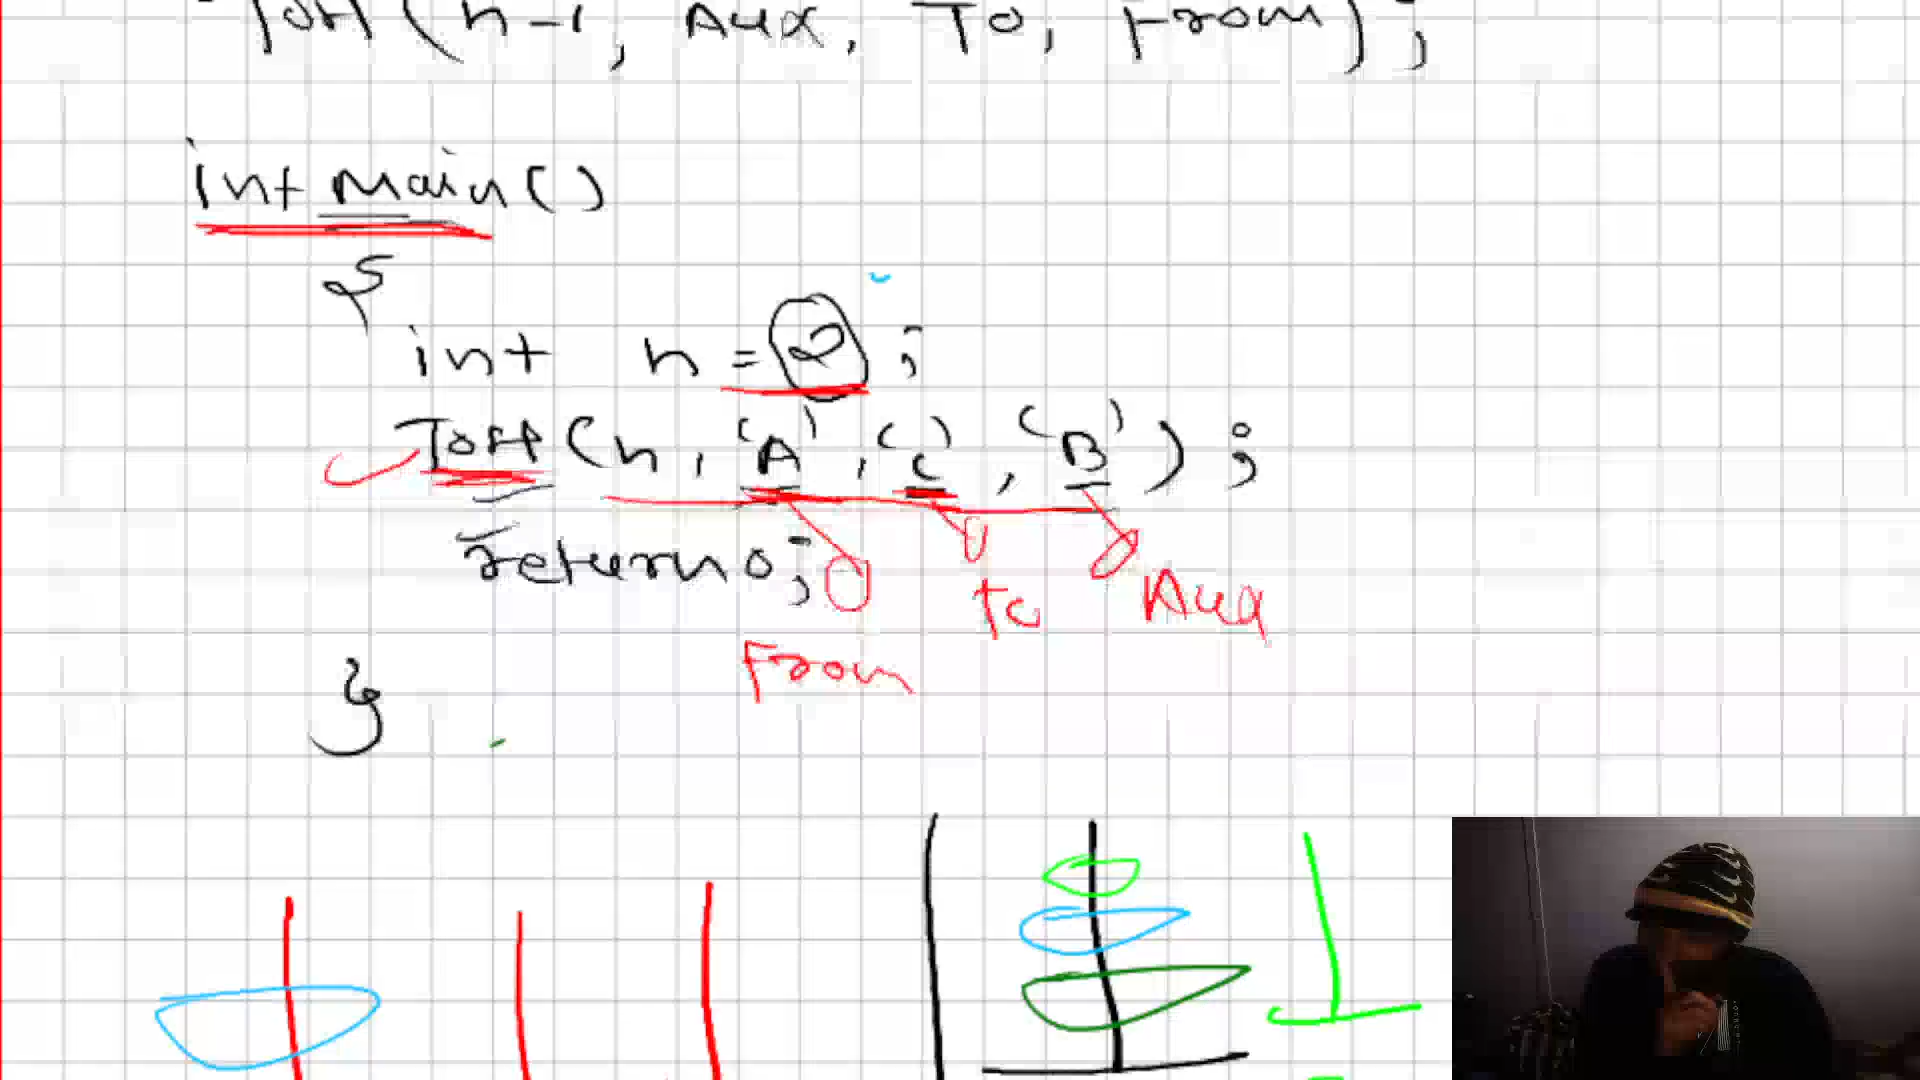 TOH (n-1, Aux, To, From);
int main()
{
int n = 2;
TOH (n, 'A', 'C', 'B');
return 0;
To
Aux
From
}